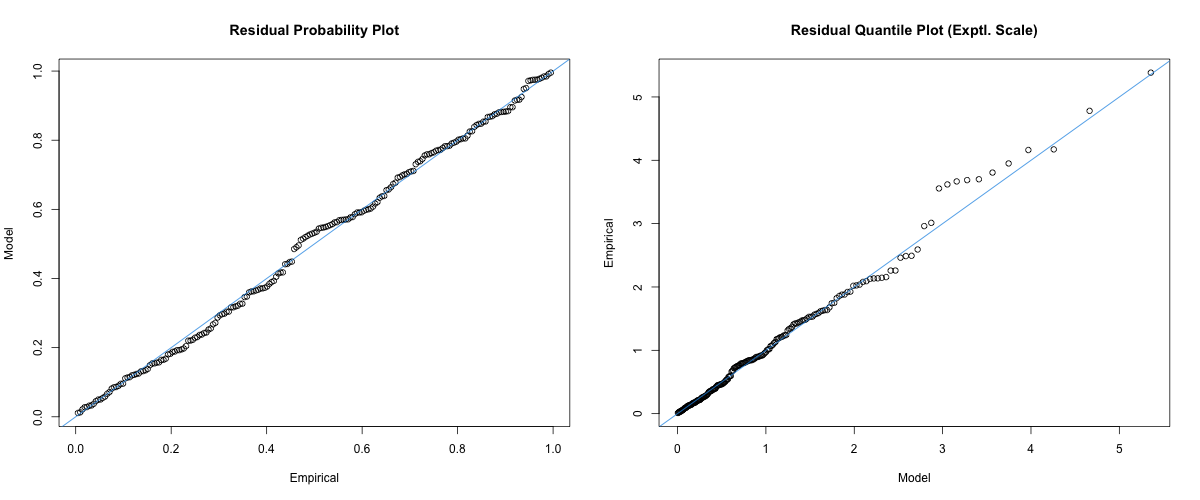 Residual Probability Plot
1.0
0.8
0.6
0.4
0.2
0.0
Model
0.0 0.2 0.4 0.6 0.8 1.0
Empirical
Residual Quantile Plot (Exptl. Scale)
5
4
3
2
1
0
Empirical
0 1 2 3 4 5
Model